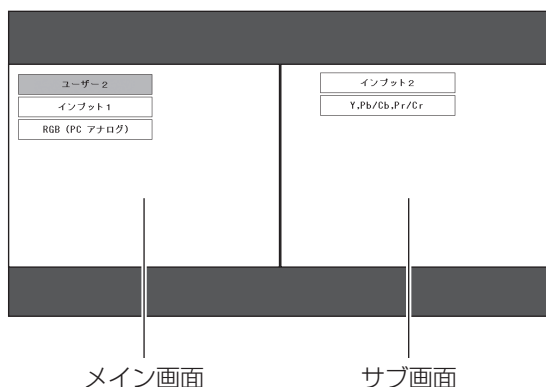 ユーザー2
インプット1
RGB (PC アナログ)
インプット2
Y,Pb/Cb,Pr/Cr
メイン画面
サブ画面